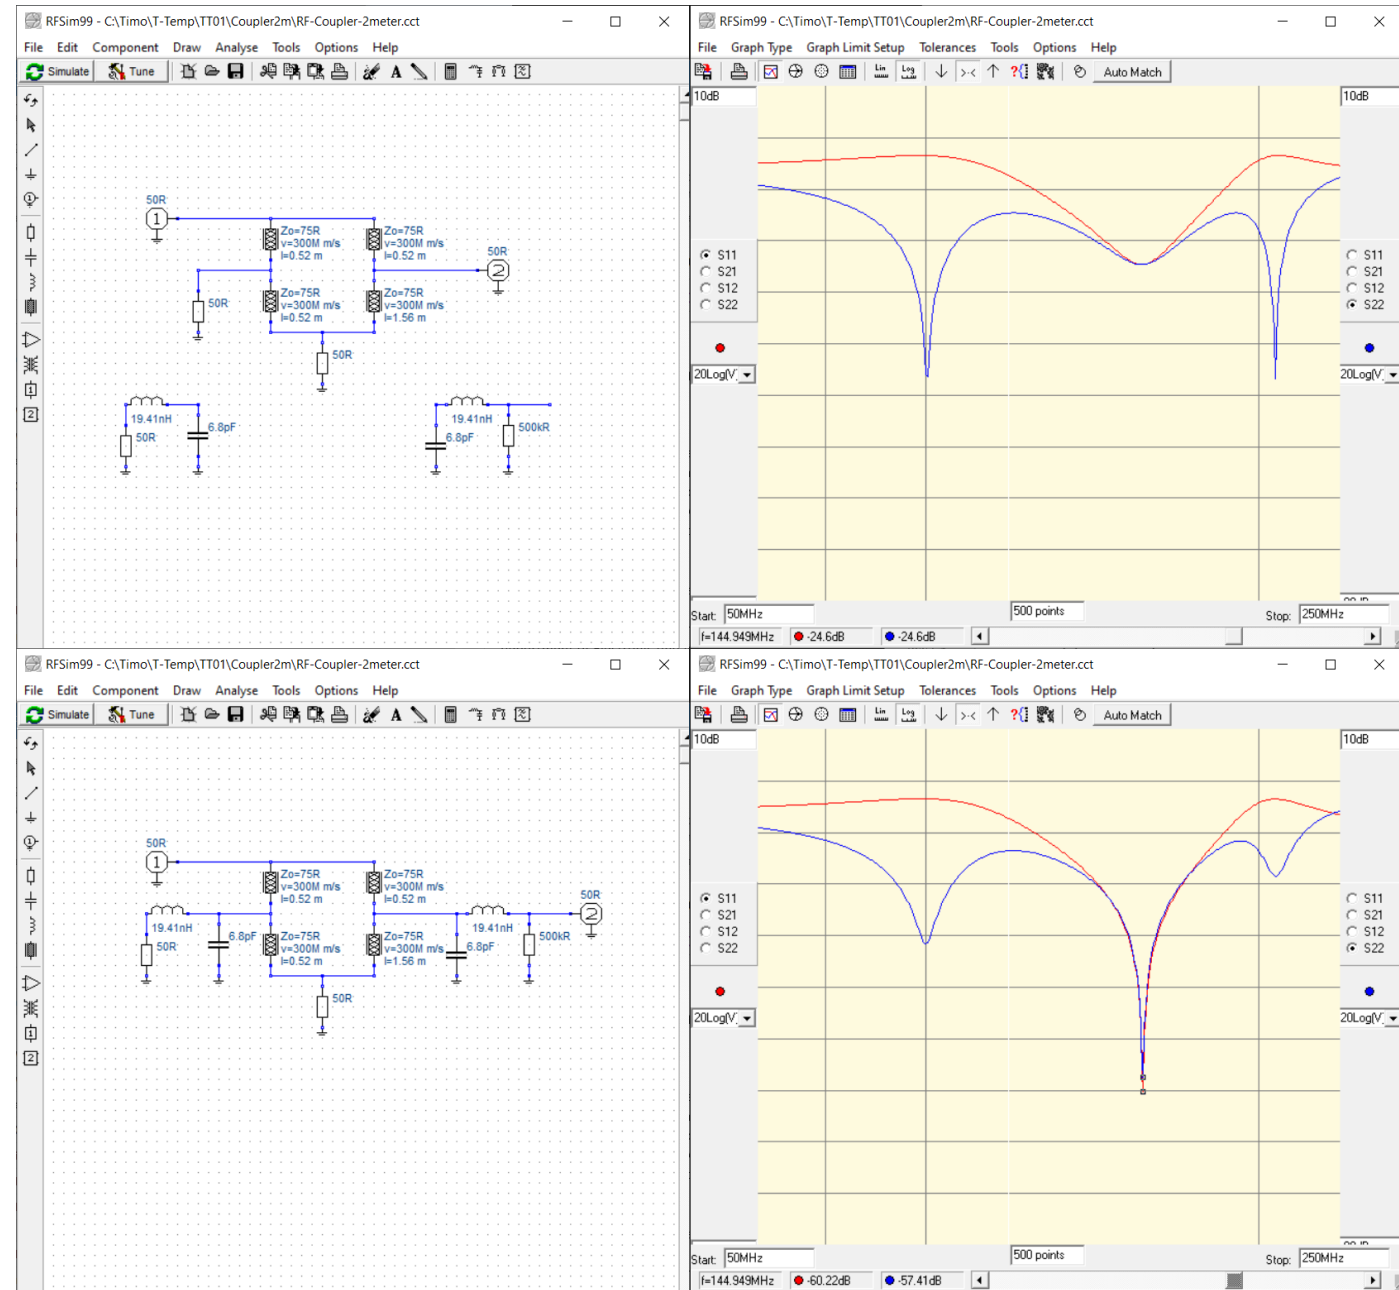 RFSim99 - C:\Timo\T-Temp\TT01\Coupler2m\RF-Coupler-2meter.cct
File Edit Component Draw Analyse Tools Options Help
Simulate Tune
50R
1
Zo=75R
v=300M m/s
l=0.52 m
Zo=75R
v=300M m/s
l=0.52 m
50R
2
50R
Zo=75R
v=300M m/s
l=0.52 m
Zo=75R
v=300M m/s
l=1.56 m
50R
19.41nH
50R
6.8pF
19.41nH
6.8pF
500kR
RFSim99 - C:\Timo\T-Temp\TT01\Coupler2m\RF-Coupler-2meter.cct
File Graph Type Graph Limit Setup Tolerances Tools Options Help
Lin Log Auto Match
10dB
10dB
S11
S21
S12
S22
S11
S21
S12
S22
20Log(V
20Log(V
Start: 50MHz
500 points
Stop: 250MHz
f=144.949MHz -24.6dB -24.6dB
RFSim99 - C:\Timo\T-Temp\TT01\Coupler2m\RF-Coupler-2meter.cct
File Edit Component Draw Analyse Tools Options Help
Simulate Tune
50R
1
Zo=75R
v=300M m/s
l=0.52 m
Zo=75R
v=300M m/s
l=0.52 m
50R
2
19.41nH
50R
6.8pF
Zo=75R
v=300M m/s
l=0.52 m
Zo=75R
v=300M m/s
l=1.56 m
19.41nH
6.8pF
500kR
50R
RFSim99 - C:\Timo\T-Temp\TT01\Coupler2m\RF-Coupler-2meter.cct
File Graph Type Graph Limit Setup Tolerances Tools Options Help
Lin Log Auto Match
10dB
10dB
S11
S21
S12
S22
S11
S21
S12
S22
20Log(V
20Log(V
Start: 50MHz
500 points
Stop: 250MHz
f=144.949MHz -60.22dB -57.41dB